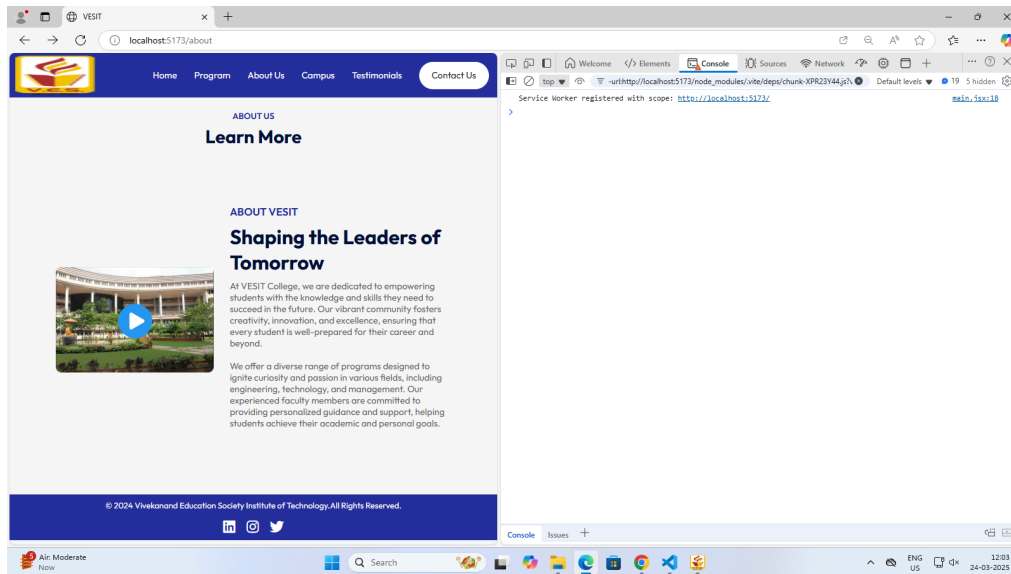 VESIT
localhost:5173/about
VES
Home Program About Us Campus Testimonials Contact Us
ABOUT US
Learn More
ABOUT VESIT
Shaping the Leaders of
Tomorrow
At VESIT College, we are dedicated to empowering
students with the knowledge and skills they need to
succeed in the future. Our vibrant community fosters
creativity, innovation, and excellence, ensuring that
every student is well-prepared for their career and
beyond.
We offer a diverse range of programs designed to
ignite curiosity and passion in various fields, including
engineering, technology, and management. Our
experienced faculty members are committed to
providing personalized guidance and support, helping
students achieve their academic and personal goals.
© 2024 Vivekanand Education Society Institute of Technology.All Rights Reserved.
Welcome Elements Console Sources Network
top -url:http://localhost:5173/node_modules/.vite/deps/chunk-XPR23Y44.js?v Default levels 19 5 hidden
Service Worker registered with scope: http://localhost:5173/ main.jsx:18
Console Issues
5 Air: Moderate
Now
Search
ENG
US
12:03
24-03-2025